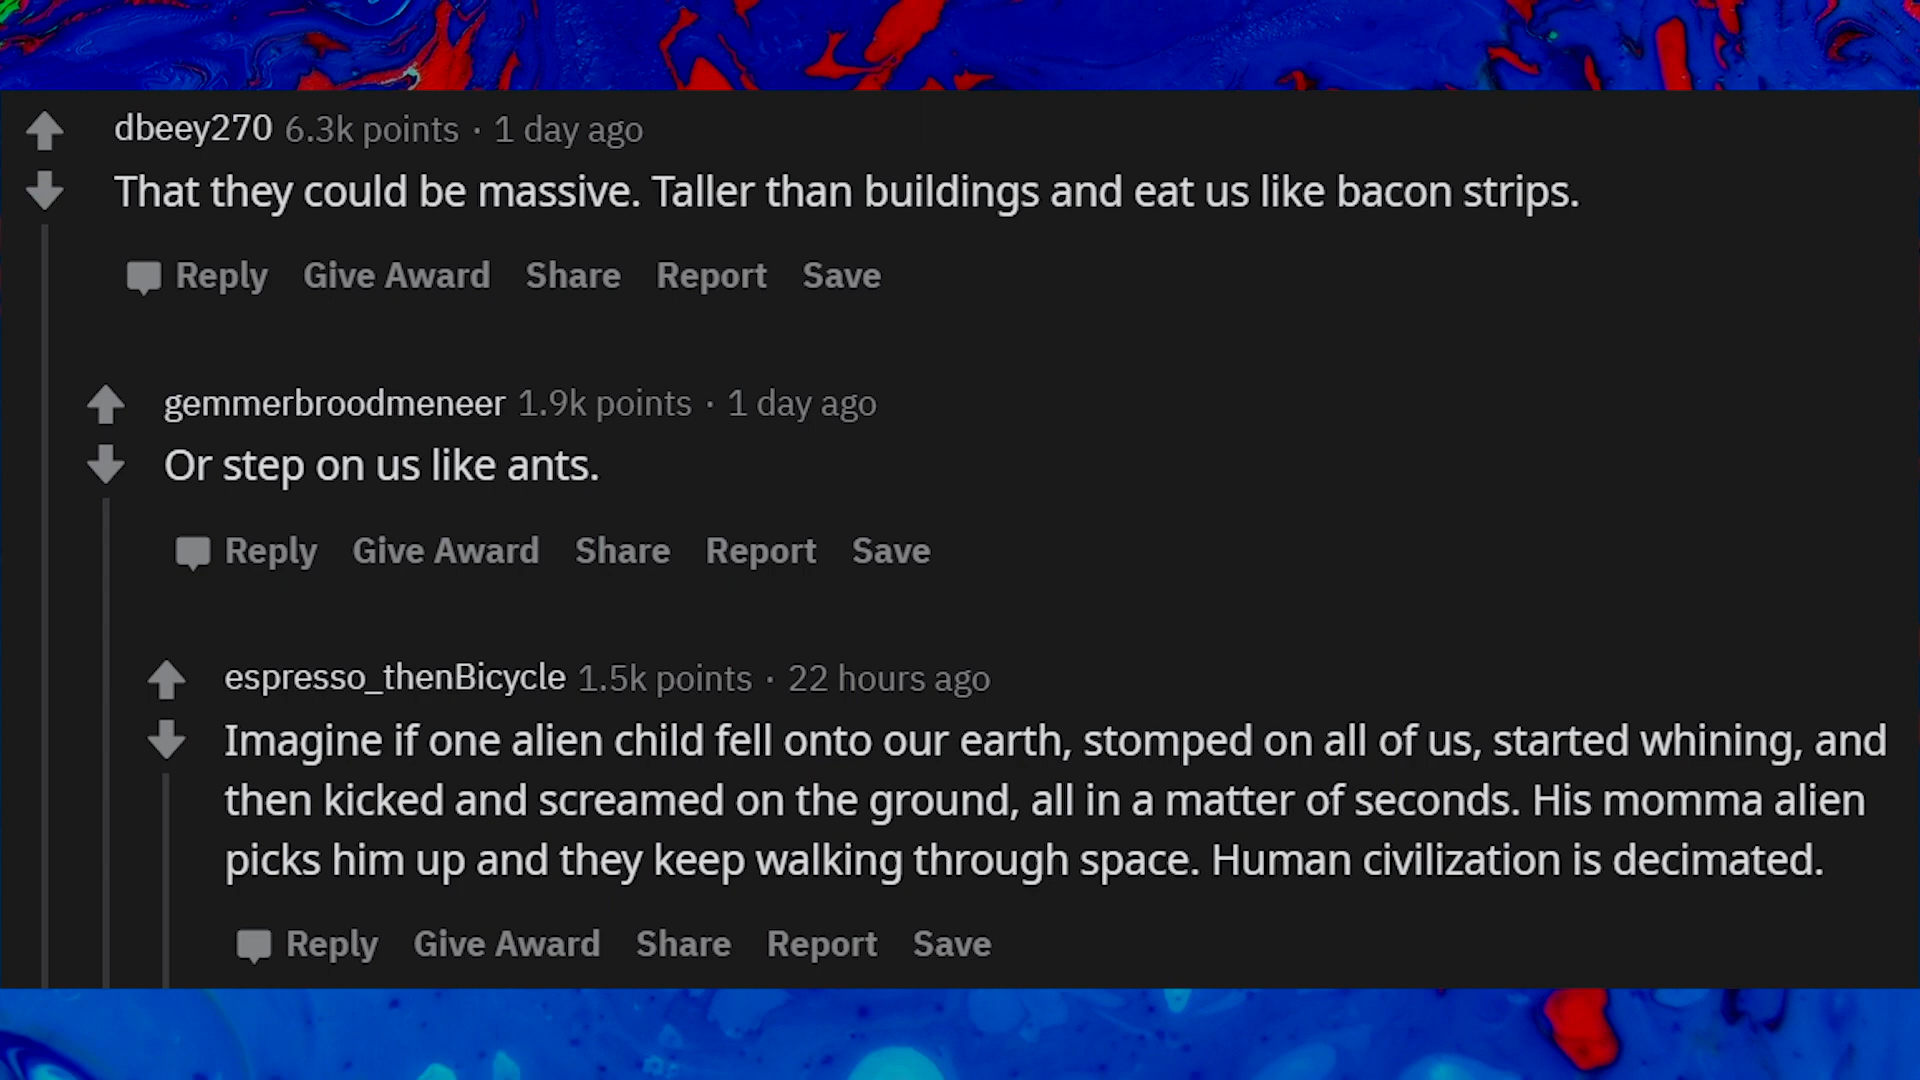 dbeey270 6.3k points · 1 day ago
That they could be massive. Taller than buildings and eat us like bacon strips.
Reply Give Award Share Report Save
gemmerbroodmeneer 1.9k points · 1 day ago
Or step on us like ants.
Reply Give Award Share Report Save
espresso_thenBicycle 1.5k points · 22 hours ago
Imagine if one alien child fell onto our earth, stomped on all of us, started whining, and
then kicked and screamed on the ground, all in a matter of seconds. His momma alien
picks him up and they keep walking through space. Human civilization is decimated.
Reply Give Award Share Report Save